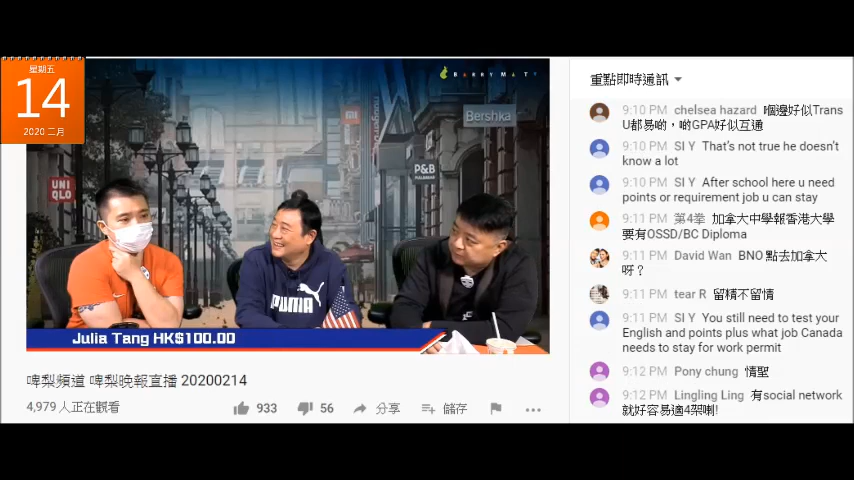 星期五
14
2020 二月
BARRYMATT
UNIQLO
MI
Bershka
P&B
PULL&BEAR
PUMA
Julia Tang HK$100.00
啤梨頻道 啤梨晚報直播 20200214
4,979 人正在觀看
933
56
分享
儲存
重點即時通訊
9:10 PM chelsea hazard 嗰邊好似Trans
U都易啲，啲GPA好似互通
9:10 PM SI Y That's not true he doesn't
know a lot
9:10 PM SI Y After school here u need
points or requirement job u can stay
9:11 PM 第4拳 加拿大中學報香港大學
要有OSSD/BC Diploma
9:11 PM David Wan BNO 點去加拿大
呀？
9:11 PM tear R 留精不留情
9:11 PM SI Y You still need to test your
English and points plus what job Canada
needs to stay for work permit
9:12 PM Pony chung 情聖
9:12 PM Lingling Ling 有social network
就好容易適4架喇!